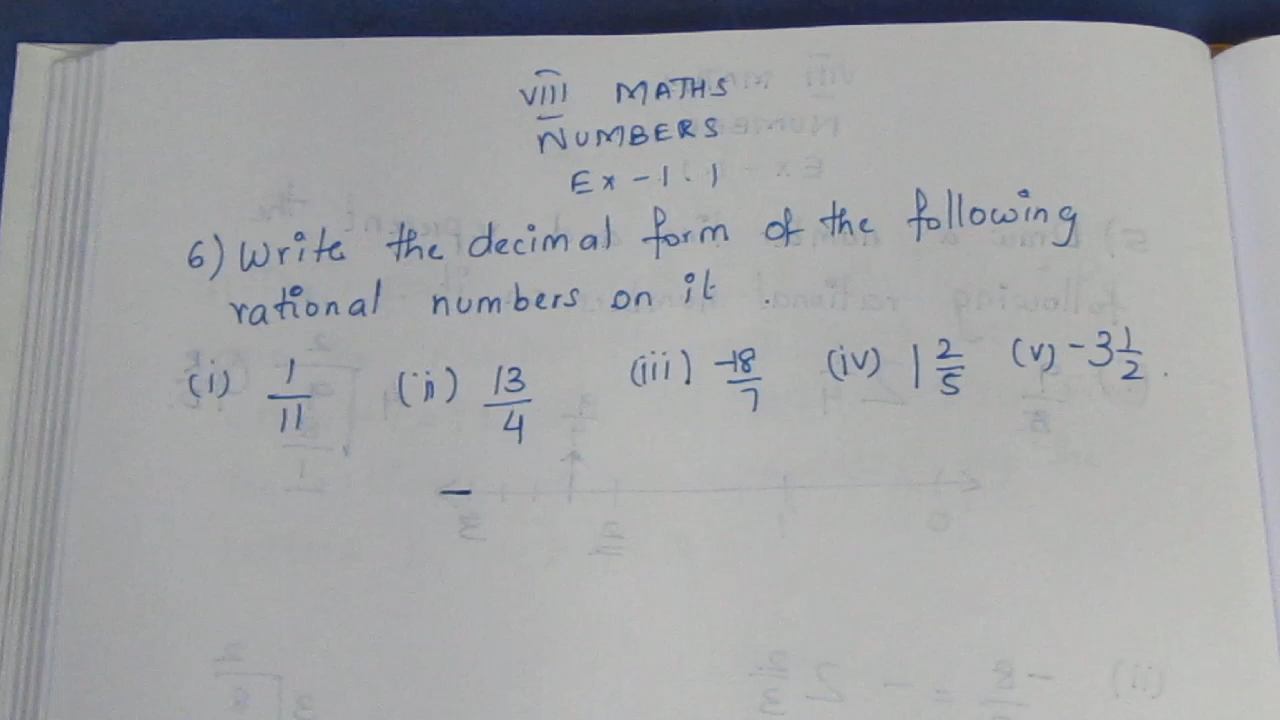 VIII MATHS
NUMBERS
Ex - 1.1
6) Write the decimal form of the following
rational numbers on it .
(i) 1/11 (ii) 13/4 (iii) -18/7 (iv) 1 2/5 (v) -3 1/2 .